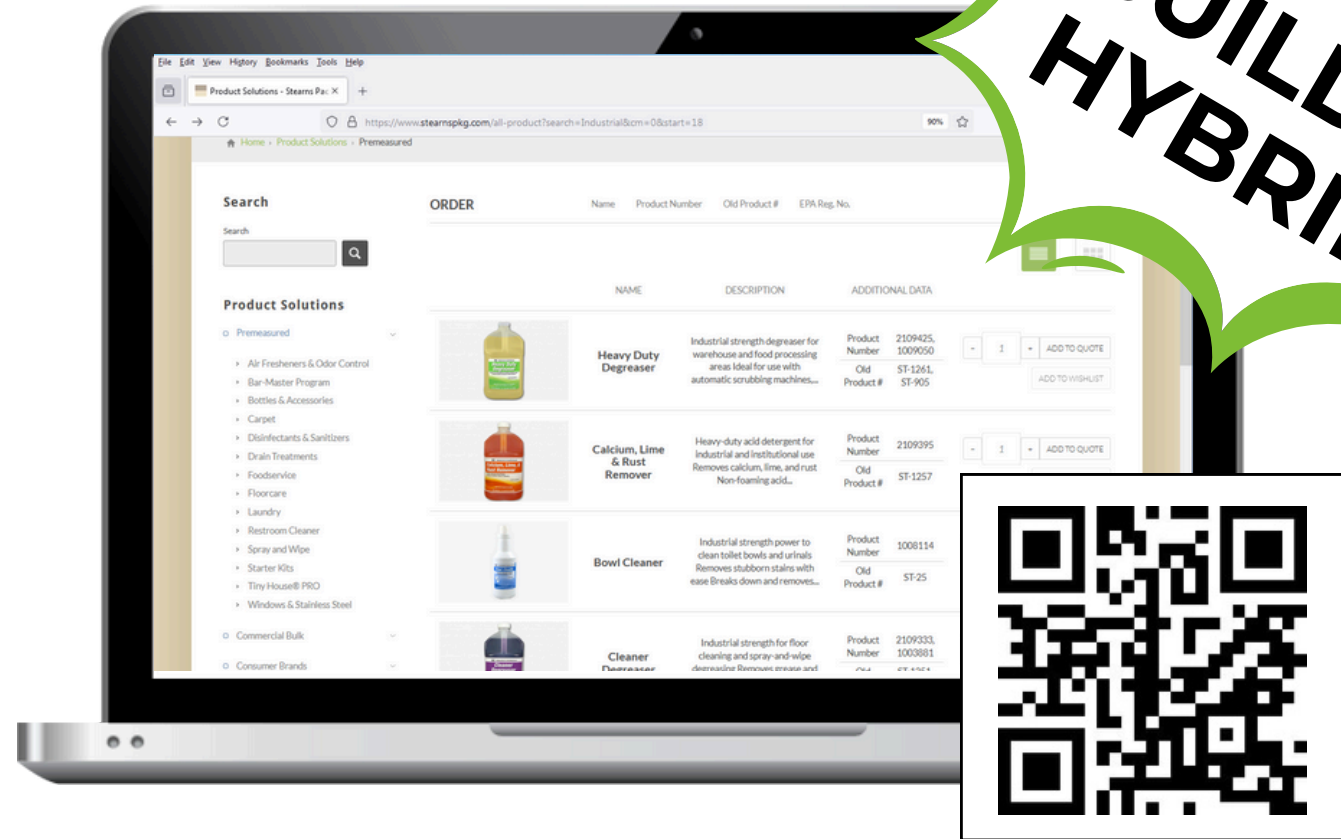 HYBRI
File Edit View History Bookmarks Tools Help
Product Solutions - Stearns Pac × +
https://www.stearnspkg.com/all-product?search=Industrial&cm=0&start=18
90%
Home › Product Solutions › Premeasured
Search
Search
Product Solutions
Premeasured
Air Fresheners & Odor Control
Bar-Master Program
Bottles & Accessories
Carpet
Disinfectants & Sanitizers
Drain Treatments
Foodservice
Floorcare
Laundry
Restroom Cleaner
Spray and Wipe
Starter Kits
Tiny House® PRO
Windows & Stainless Steel
Commercial Bulk
Consumer Brands
ORDER Name Product Number Old Product # EPA Reg. No.
NAME DESCRIPTION ADDITIONAL DATA
Heavy Duty
Degreaser
Industrial strength degreaser for
warehouse and food processing
areas Ideal for use with
automatic scrubbing machines,...
Product
Number
2109425,
1009050
Old
Product #
ST-1261,
ST-905
- 1 + ADD TO QUOTE
ADD TO WISHLIST
Calcium, Lime
& Rust
Remover
Heavy-duty acid detergent for
industrial and institutional use
Removes calcium, lime, and rust
Non-foaming acid...
Product
Number
2109395
Old
Product #
ST-1257
- 1 + ADD TO QUOTE
Bowl Cleaner
Industrial strength power to
clean toilet bowls and urinals
Removes stubborn stains with
ease Breaks down and removes...
Product
Number
1008114
Old
Product #
ST-25
Cleaner
Degreaser
Industrial strength for floor
cleaning and spray-and-wipe
degreasing Removes grease and
Product
Number
2109333,
1003881
Old
ST-1251